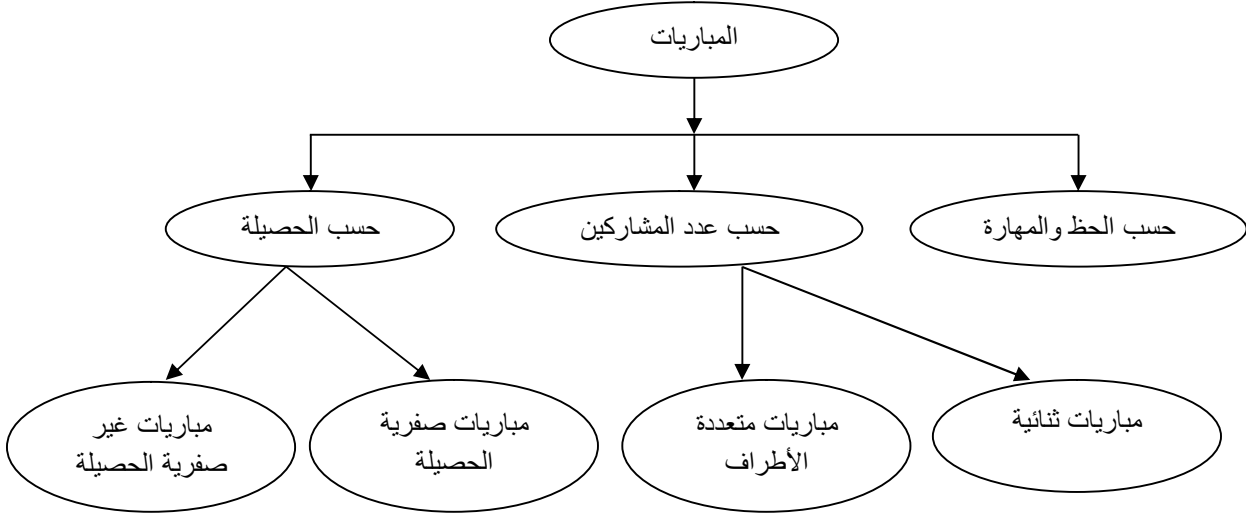 المباريات
حسب الحظ والمهارة
حسب عدد المشاركين
حسب الحصيلة
مباريات ثنائية
مباريات متعددة
الأطراف
مباريات صفرية
الحصيلة
مباريات غير
صفرية الحصيلة